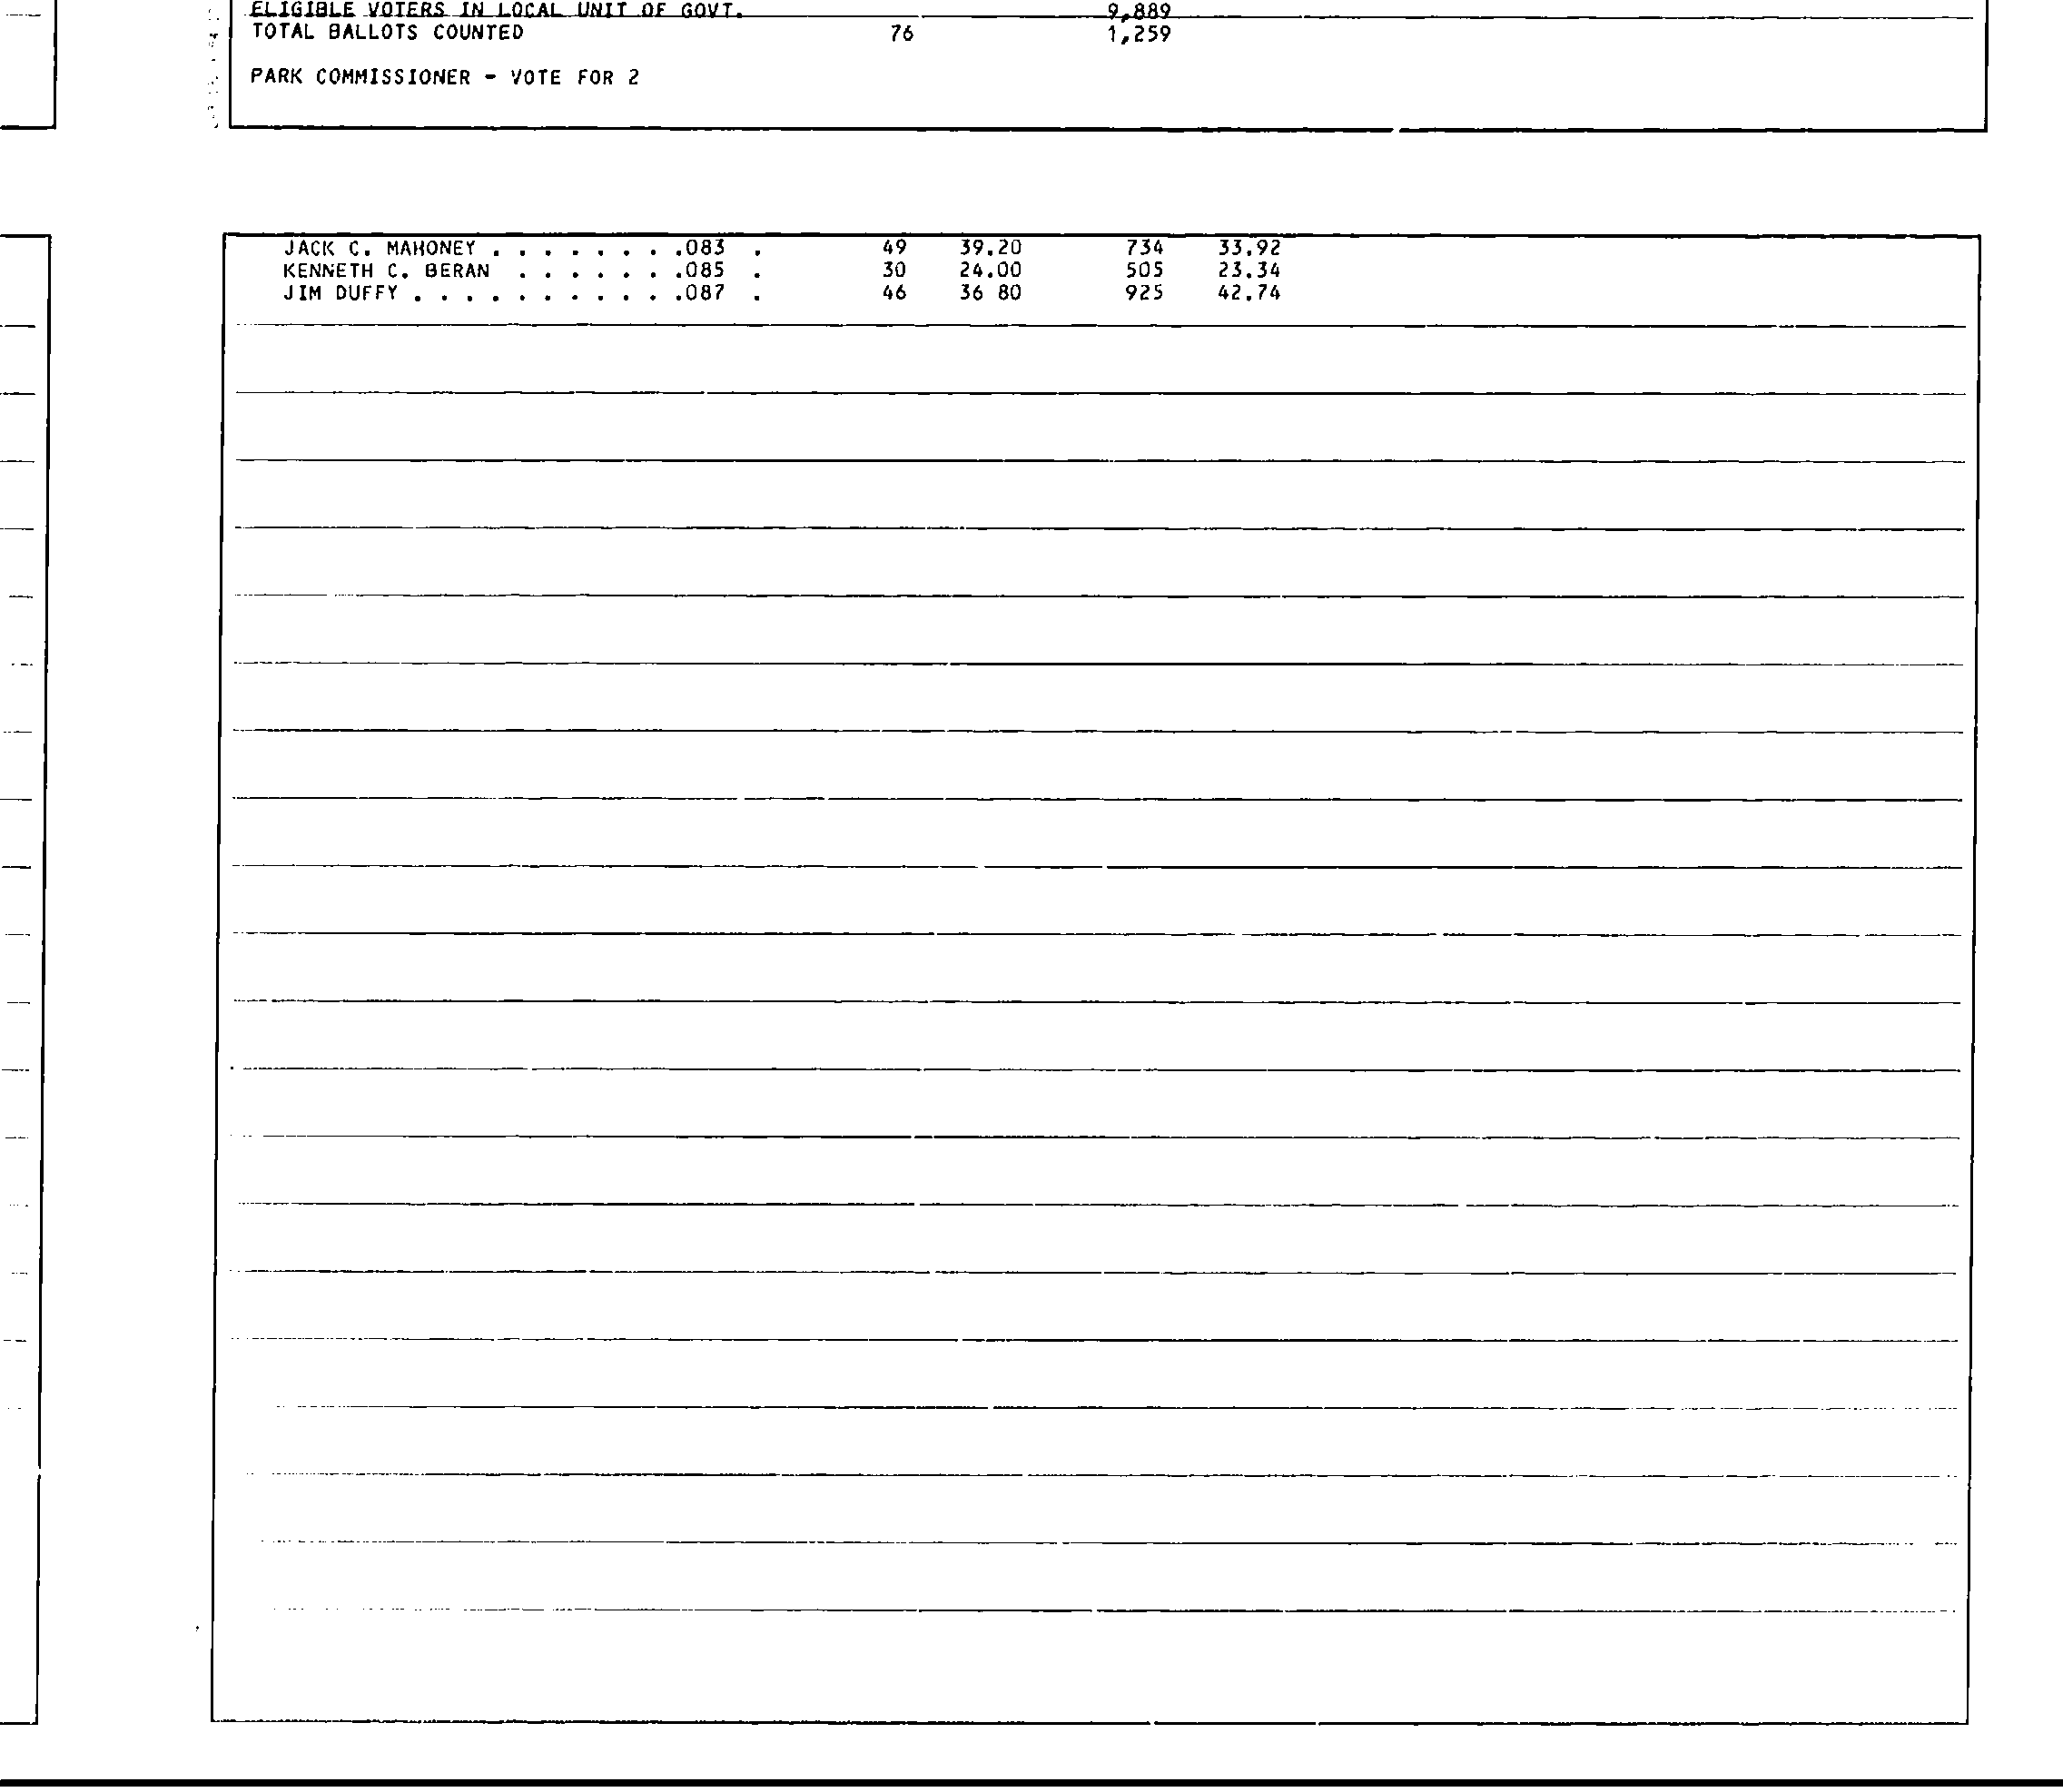 ELIGIBLE VOTERS IN LOCAL UNIT OF GOVT. 9,889
TOTAL BALLOTS COUNTED 76 1,259
PARK COMMISSIONER - VOTE FOR 2
JACK C. MAHONEY . . . . . . . .083 . 49 39.20 734 33.92
KENNETH C. BERAN . . . . . . .085 . 30 24.00 505 23.34
JIM DUFFY . . . . . . . . . . .087 . 46 36 80 925 42.74